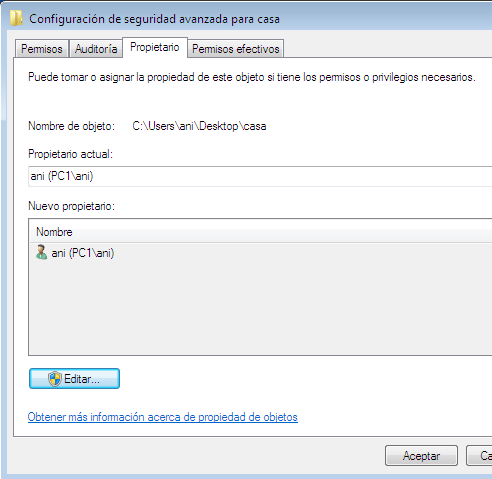 Configuración de seguridad avanzada para casa
Permisos Auditoría Propietario Permisos efectivos
Puede tomar o asignar la propiedad de este objeto si tiene los permisos o privilegios necesarios.
Nombre de objeto: C:\Users\ani\Desktop\casa
Propietario actual:
ani (PC1\ani)
Nuevo propietario:
Nombre
ani (PC1\ani)
Editar...
Obtener más información acerca de propiedad de objetos
Aceptar Ca